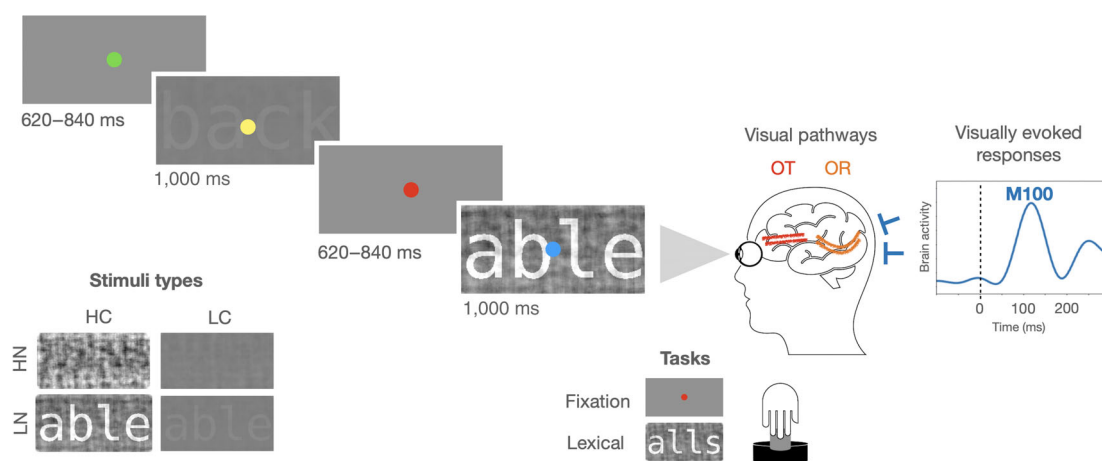 620–840 ms
back
1,000 ms
620–840 ms
able
1,000 ms
Stimuli types
HC LC
HN
LN
able able
Visual pathways
OT OR
Visually evoked
responses
M100
Brain activity
0 100 200
Time (ms)
Tasks
Fixation
Lexical
alls